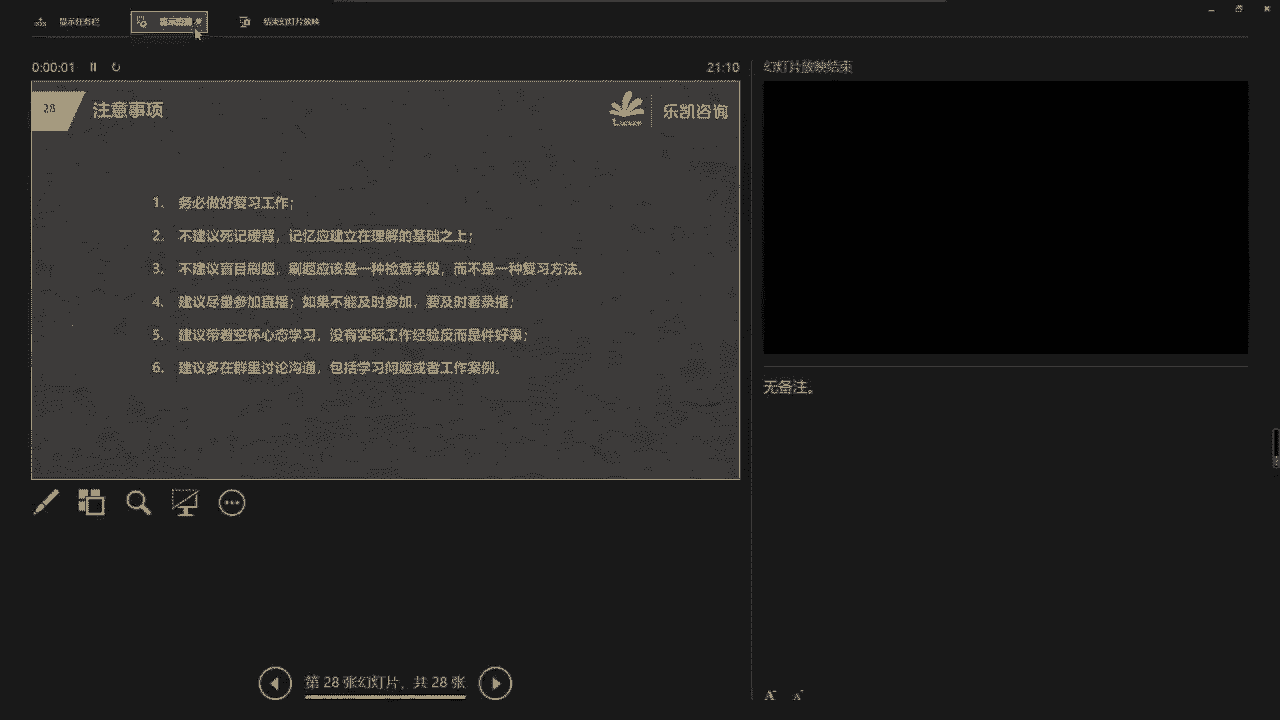 显示任务栏
显示设置
结束幻灯片放映
0:00:01
21:10
幻灯片放映结束
28
注意事项
乐凯咨询
1. 务必做好复习工作；
2. 不建议死记硬背，记忆应建立在理解的基础之上；
3. 不建议盲目刷题，刷题应该是一种检查手段，而不是一种复习方法。
4. 建议尽量参加直播；如果不能及时参加，要及时看录播；
5. 建议带着空杯心态学习，没有实际工作经验反而是件好事；
6. 建议多在群里讨论沟通，包括学习问题或者工作案例。
无备注。
第 28 张幻灯片，共 28 张
A A